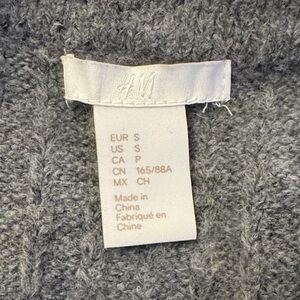 H&M
EUR S
US S
CA P
CN 165/88A
MX CH
Made in
China
Fabriqué en
Chine